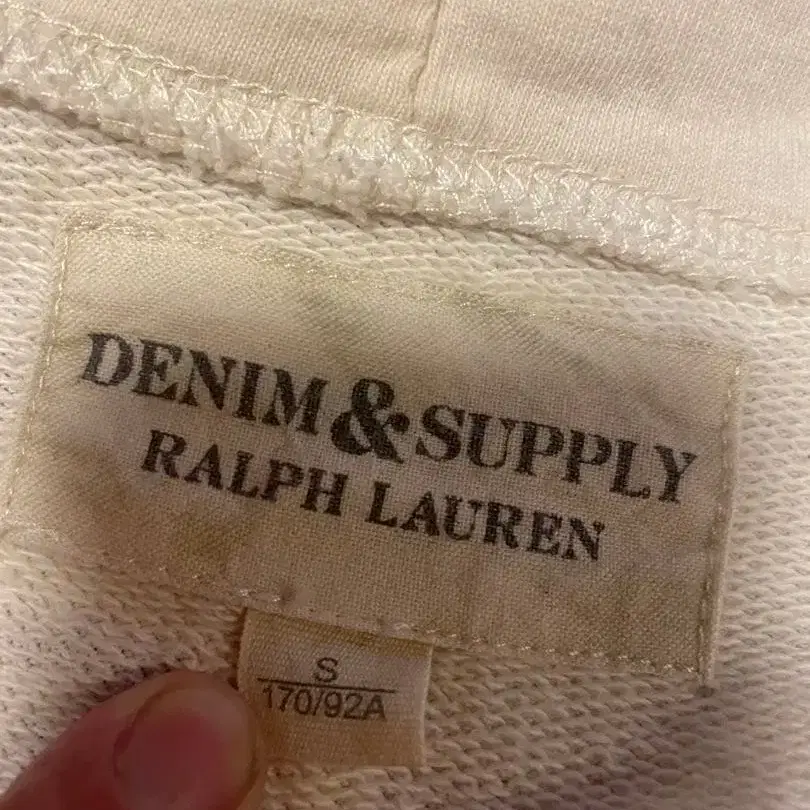 DENIM & SUPPLY
RALPH LAUREN
S
170/92A